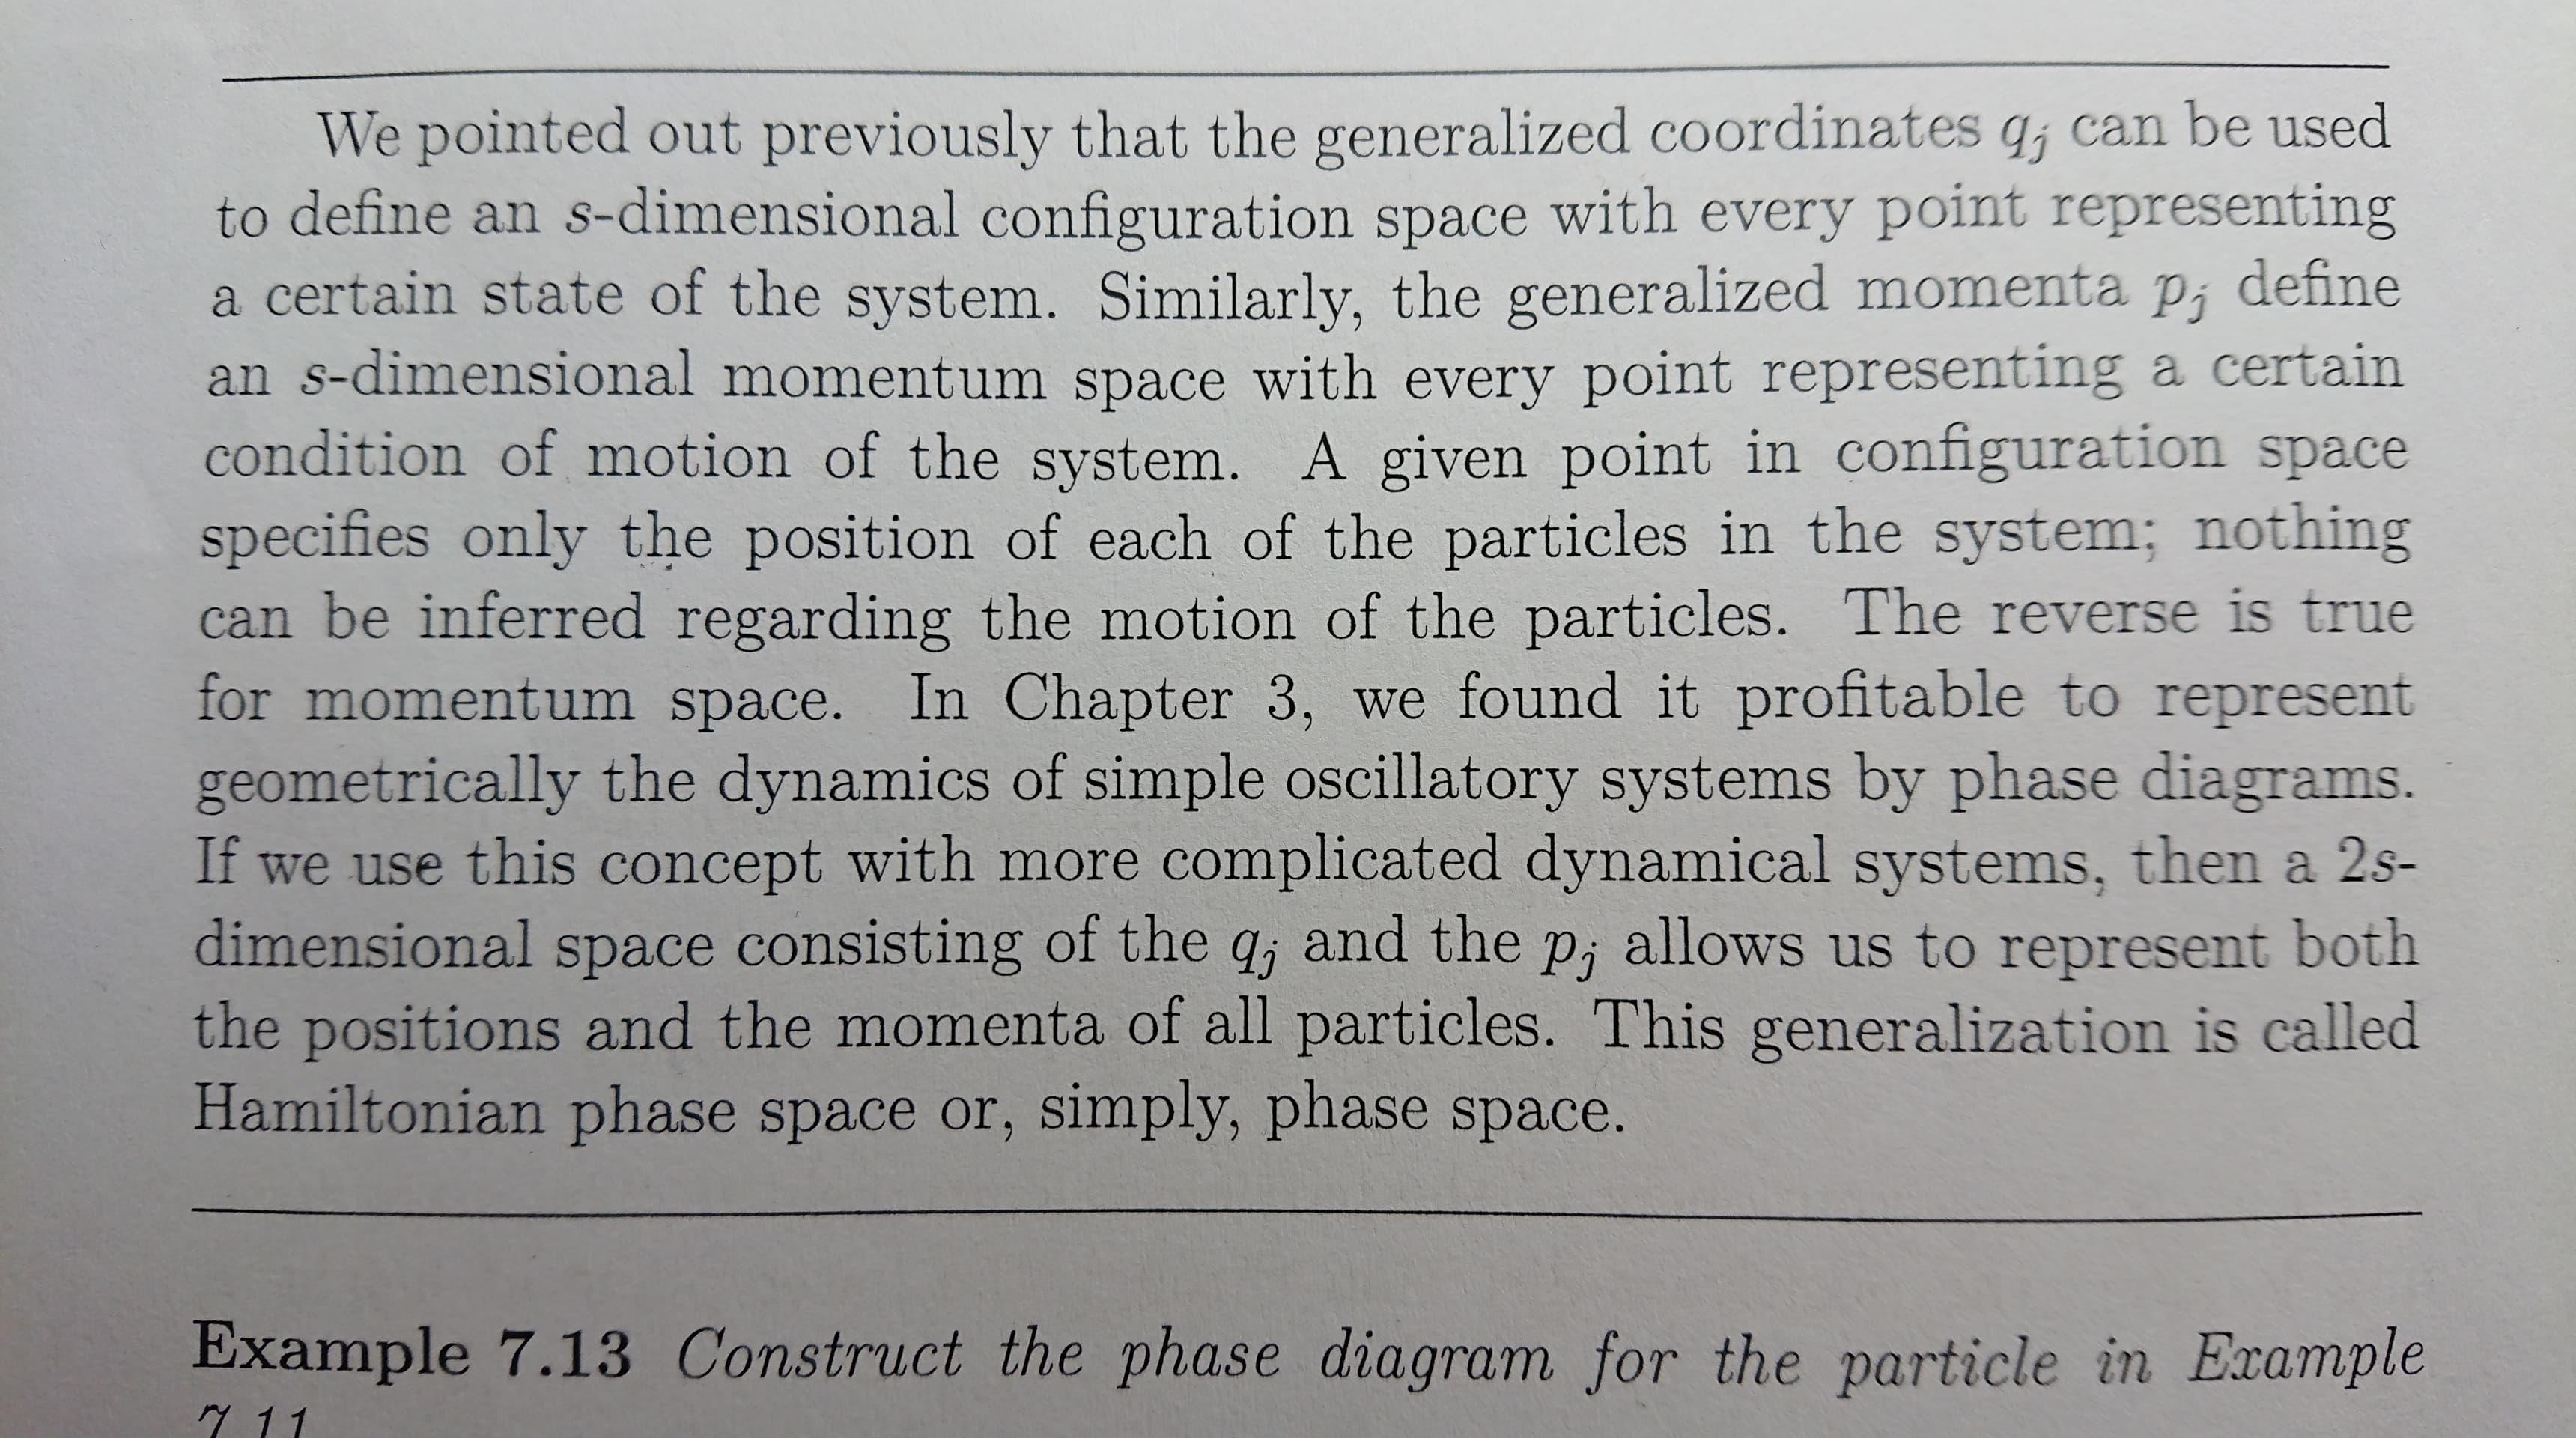 We pointed out previously that the generalized coordinates qj can be used
to define an s-dimensional configuration space with every point representing
a certain state of the system. Similarly, the generalized momenta pj define
an s-dimensional momentum space with every point representing a certain
condition of motion of the system. A given point in configuration space
specifies only the position of each of the particles in the system; nothing
can be inferred regarding the motion of the particles. The reverse is true
for momentum space. In Chapter 3, we found it profitable to represent
geometrically the dynamics of simple oscillatory systems by phase diagrams.
If we use this concept with more complicated dynamical systems, then a 2s-
dimensional space consisting of the qj and the pj allows us to represent both
the positions and the momenta of all particles. This generalization is called
Hamiltonian phase space or, simply, phase space.
Example 7.13 Construct the phase diagram for the particle in Example
7.11